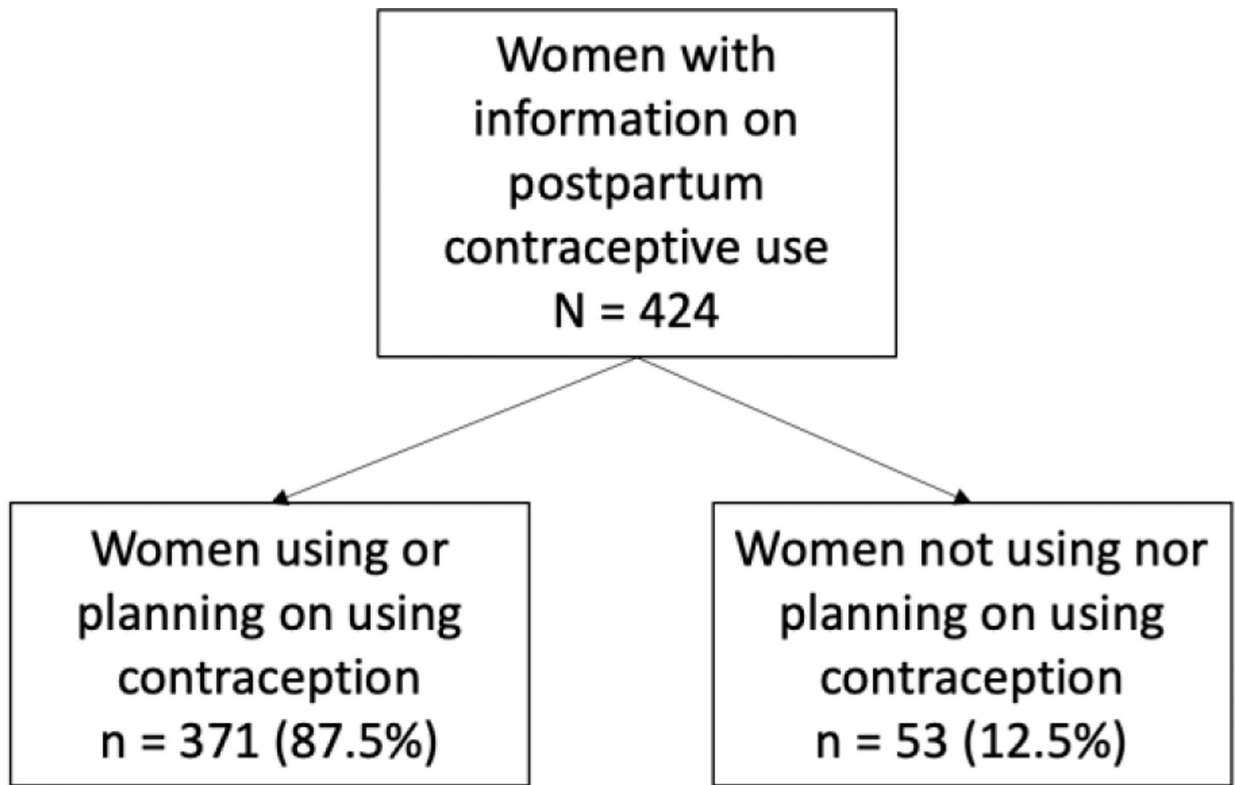 Women with
information on
postpartum
contraceptive use
N = 424
Women using or
planning on using
contraception
n = 371 (87.5%)
Women not using nor
planning on using
contraception
n = 53 (12.5%)